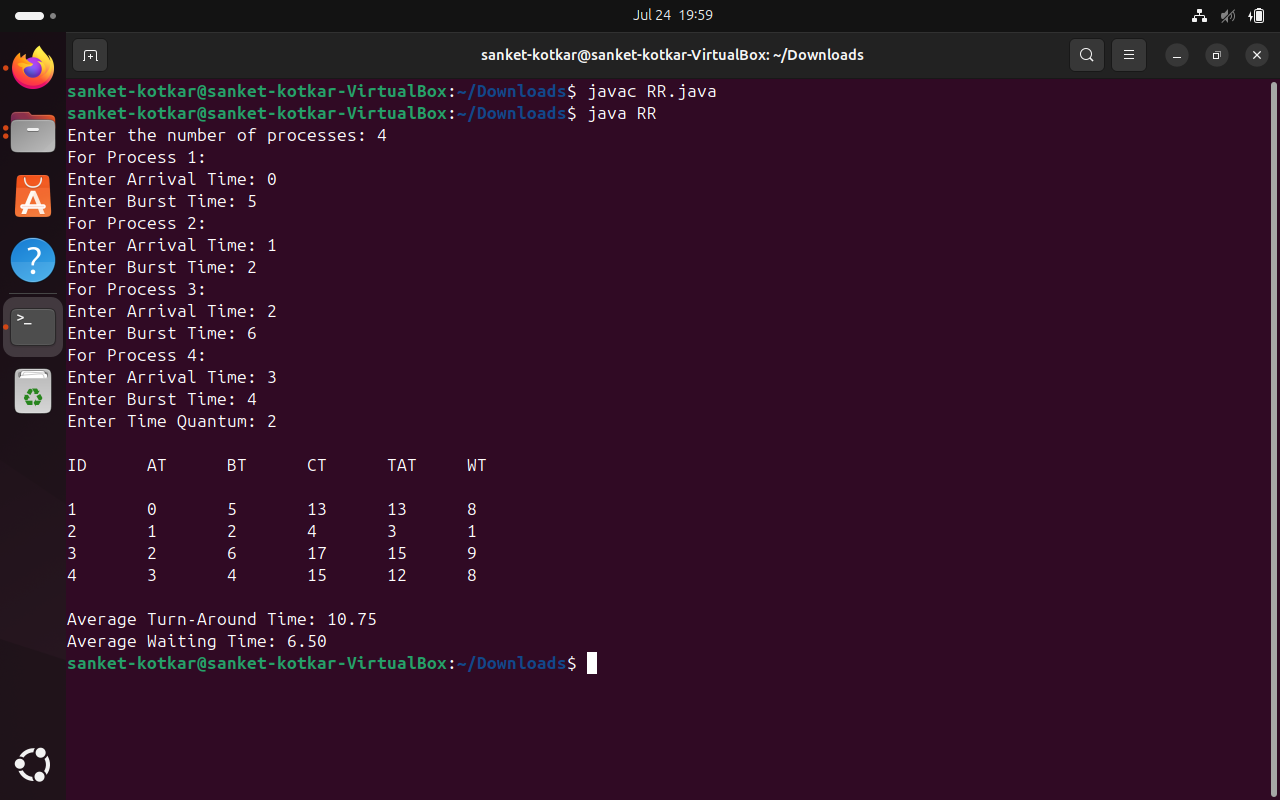 Jul 24 19:59
sanket-kotkar@sanket-kotkar-VirtualBox: ~/Downloads
sanket-kotkar@sanket-kotkar-VirtualBox:~/Downloads$ javac RR.java
sanket-kotkar@sanket-kotkar-VirtualBox:~/Downloads$ java RR
Enter the number of processes: 4
For Process 1:
Enter Arrival Time: 0
Enter Burst Time: 5
For Process 2:
Enter Arrival Time: 1
Enter Burst Time: 2
For Process 3:
Enter Arrival Time: 2
Enter Burst Time: 6
For Process 4:
Enter Arrival Time: 3
Enter Burst Time: 4
Enter Time Quantum: 2
ID AT BT CT TAT WT
1 0 5 13 13 8
2 1 2 4 3 1
3 2 6 17 15 9
4 3 4 15 12 8
Average Turn-Around Time: 10.75
Average Waiting Time: 6.50
sanket-kotkar@sanket-kotkar-VirtualBox:~/Downloads$